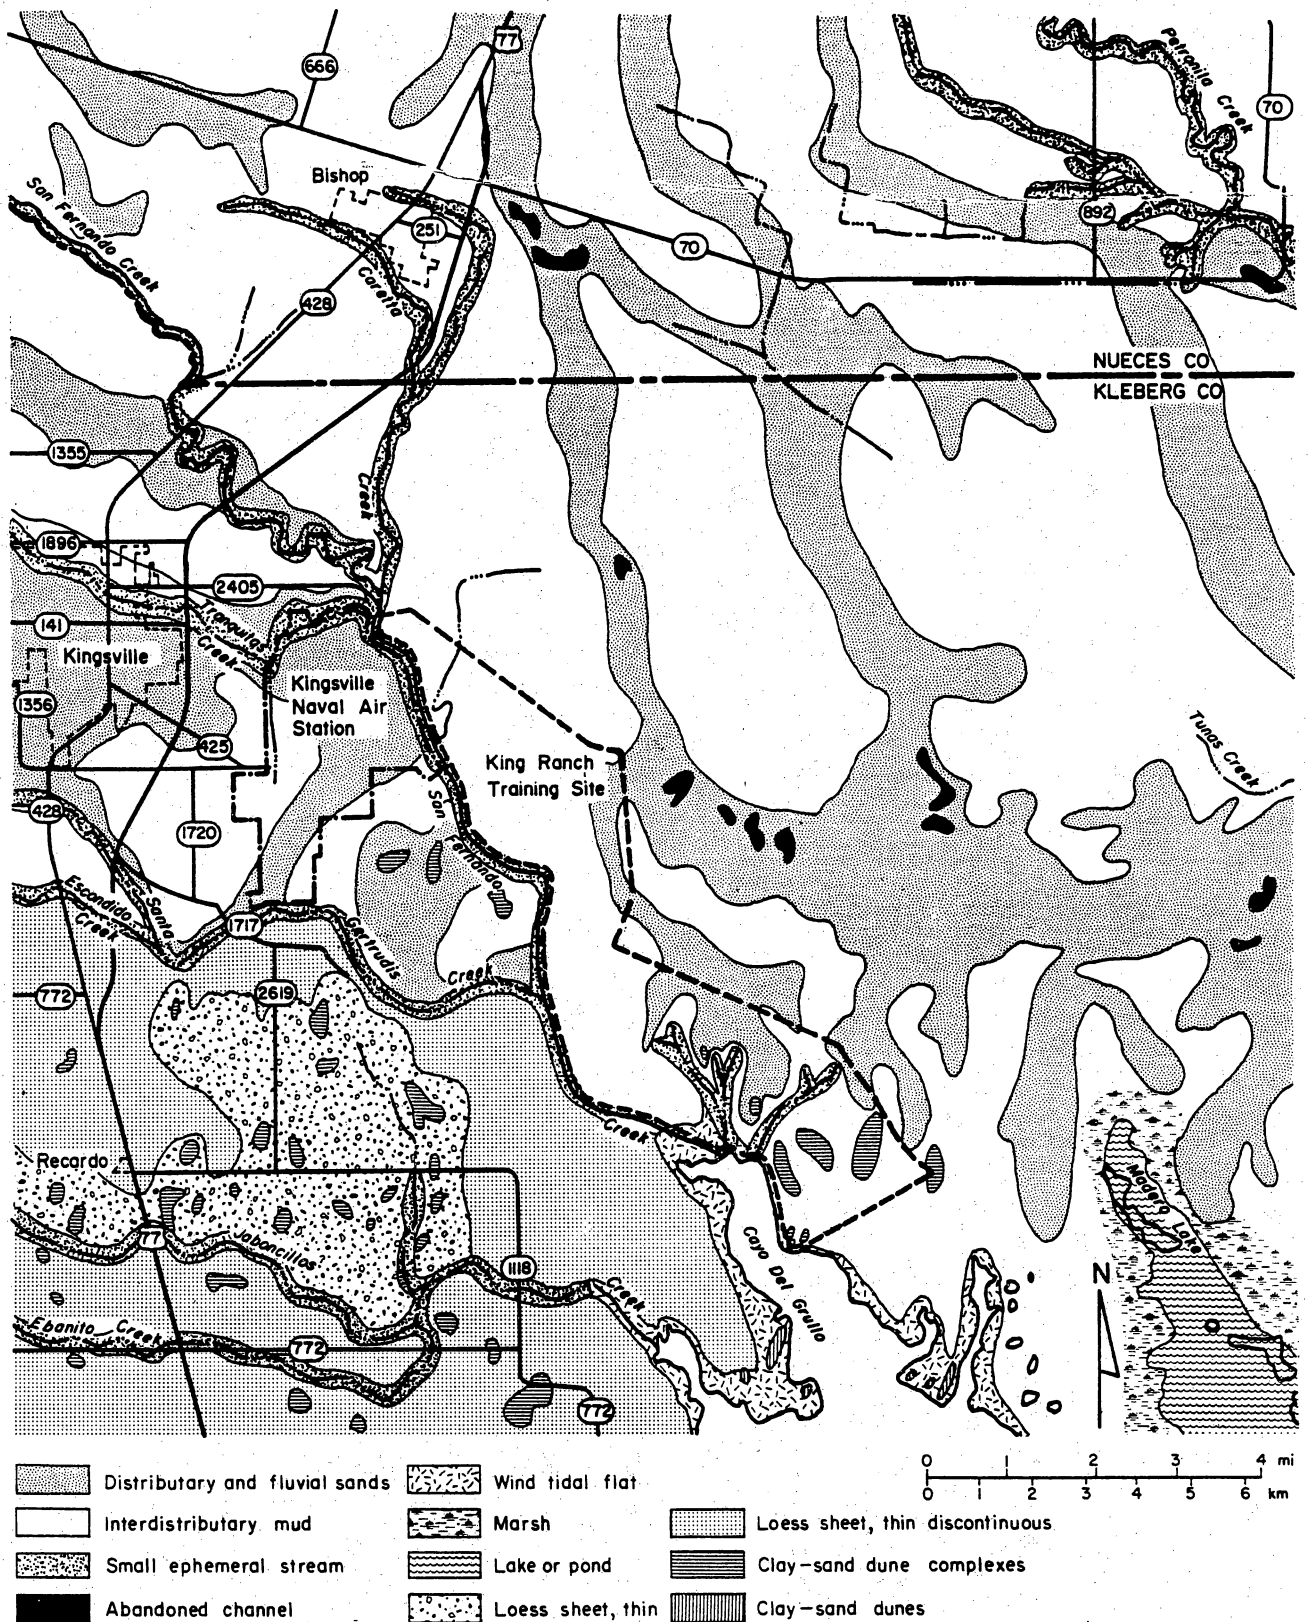 77
666
Petronila Creek
70
Bishop
San Fernando Creek
251
892
70
Caretta
428
NUECES CO
KLEBERG CO
1355
Creek
1896
2405
141
Tranquitas
Creek
Kingsville
Kingsville
Naval Air
Station
1356
425
Tunas Creek
King Ranch
Training Site
San
428
1720
Fernando
Escondido
Creek
Santa
1717
Gertrudis
Creek
772
2619
Creek
Recardo
Madero Lake
77
Jaboncillos
Cayo Del Grullo
1118
Creek
N
Ebanito Creek
772
772
0 1 2 3 4 mi
0 1 2 3 4 5 6 km
Distributary and fluvial sands
Wind tidal flat
Interdistributary mud
Marsh
Loess sheet, thin discontinuous
Small ephemeral stream
Lake or pond
Clay-sand dune complexes
Abandoned channel
Loess sheet, thin
Clay-sand dunes